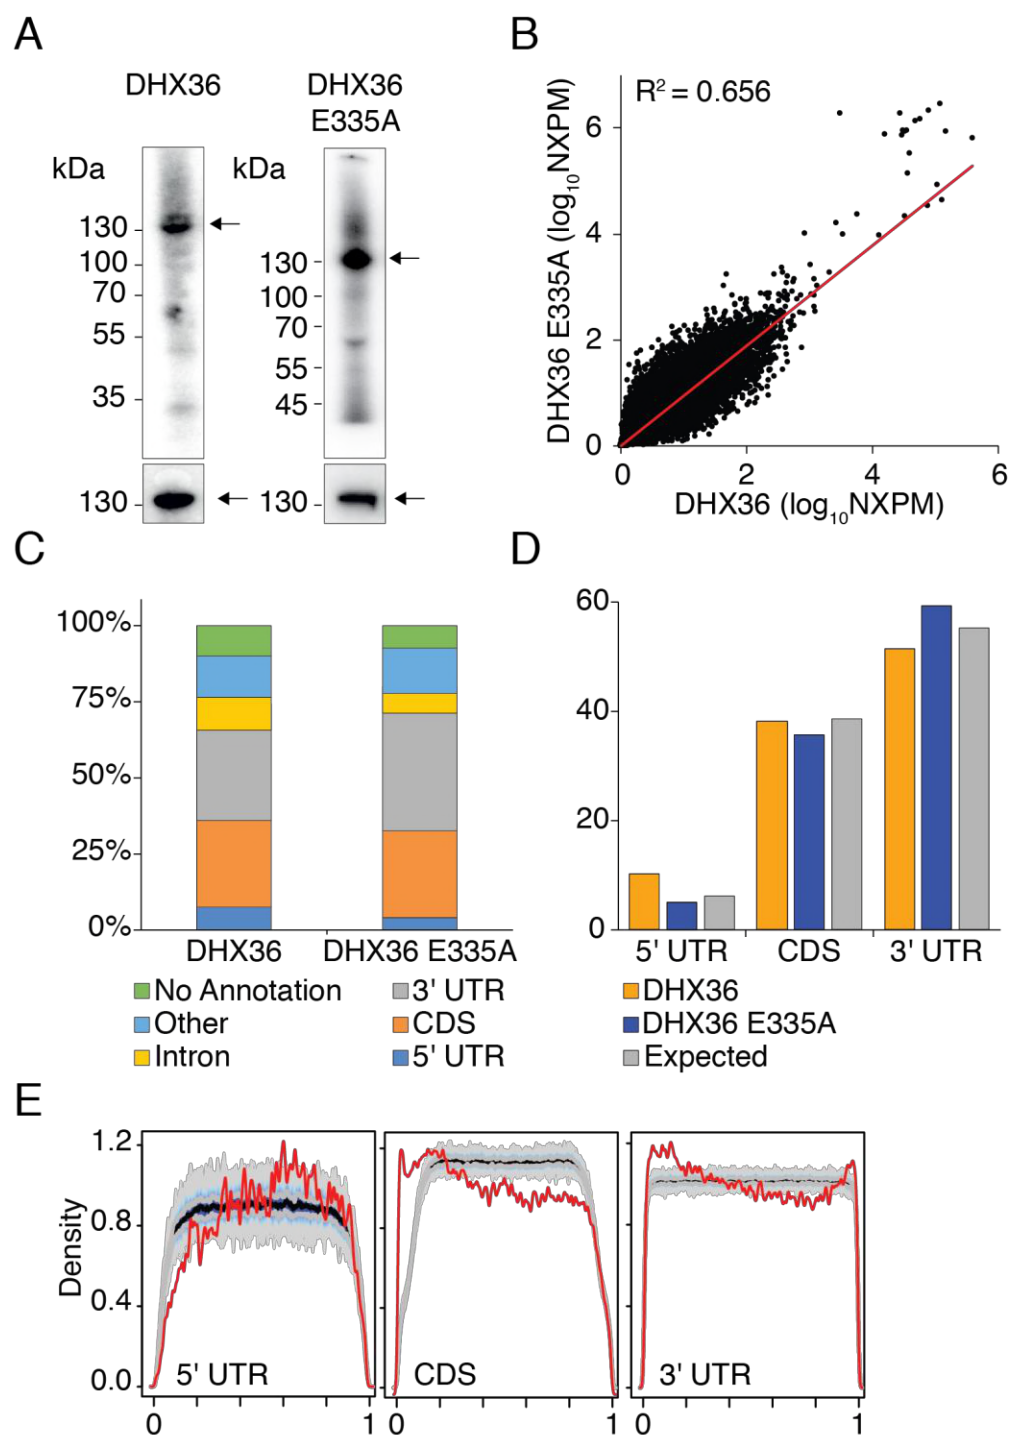 A
DHX36
DHX36
E335A
kDa
kDa
130
100
70
55
35
130
130
100
70
55
45
130
B
R² = 0.656
DHX36 E335A (log₁₀NXPM)
6
4
2
0
0
2
4
6
DHX36 (log₁₀NXPM)
C
100%
75%
50%
25%
0%
DHX36
DHX36 E335A
No Annotation
3' UTR
Other
CDS
Intron
5' UTR
D
60
40
20
0
5' UTR
CDS
3' UTR
DHX36
DHX36 E335A
Expected
E
Density
1.2
0.8
0.4
0.0
5' UTR
CDS
3' UTR
0
1
0
1
0
1